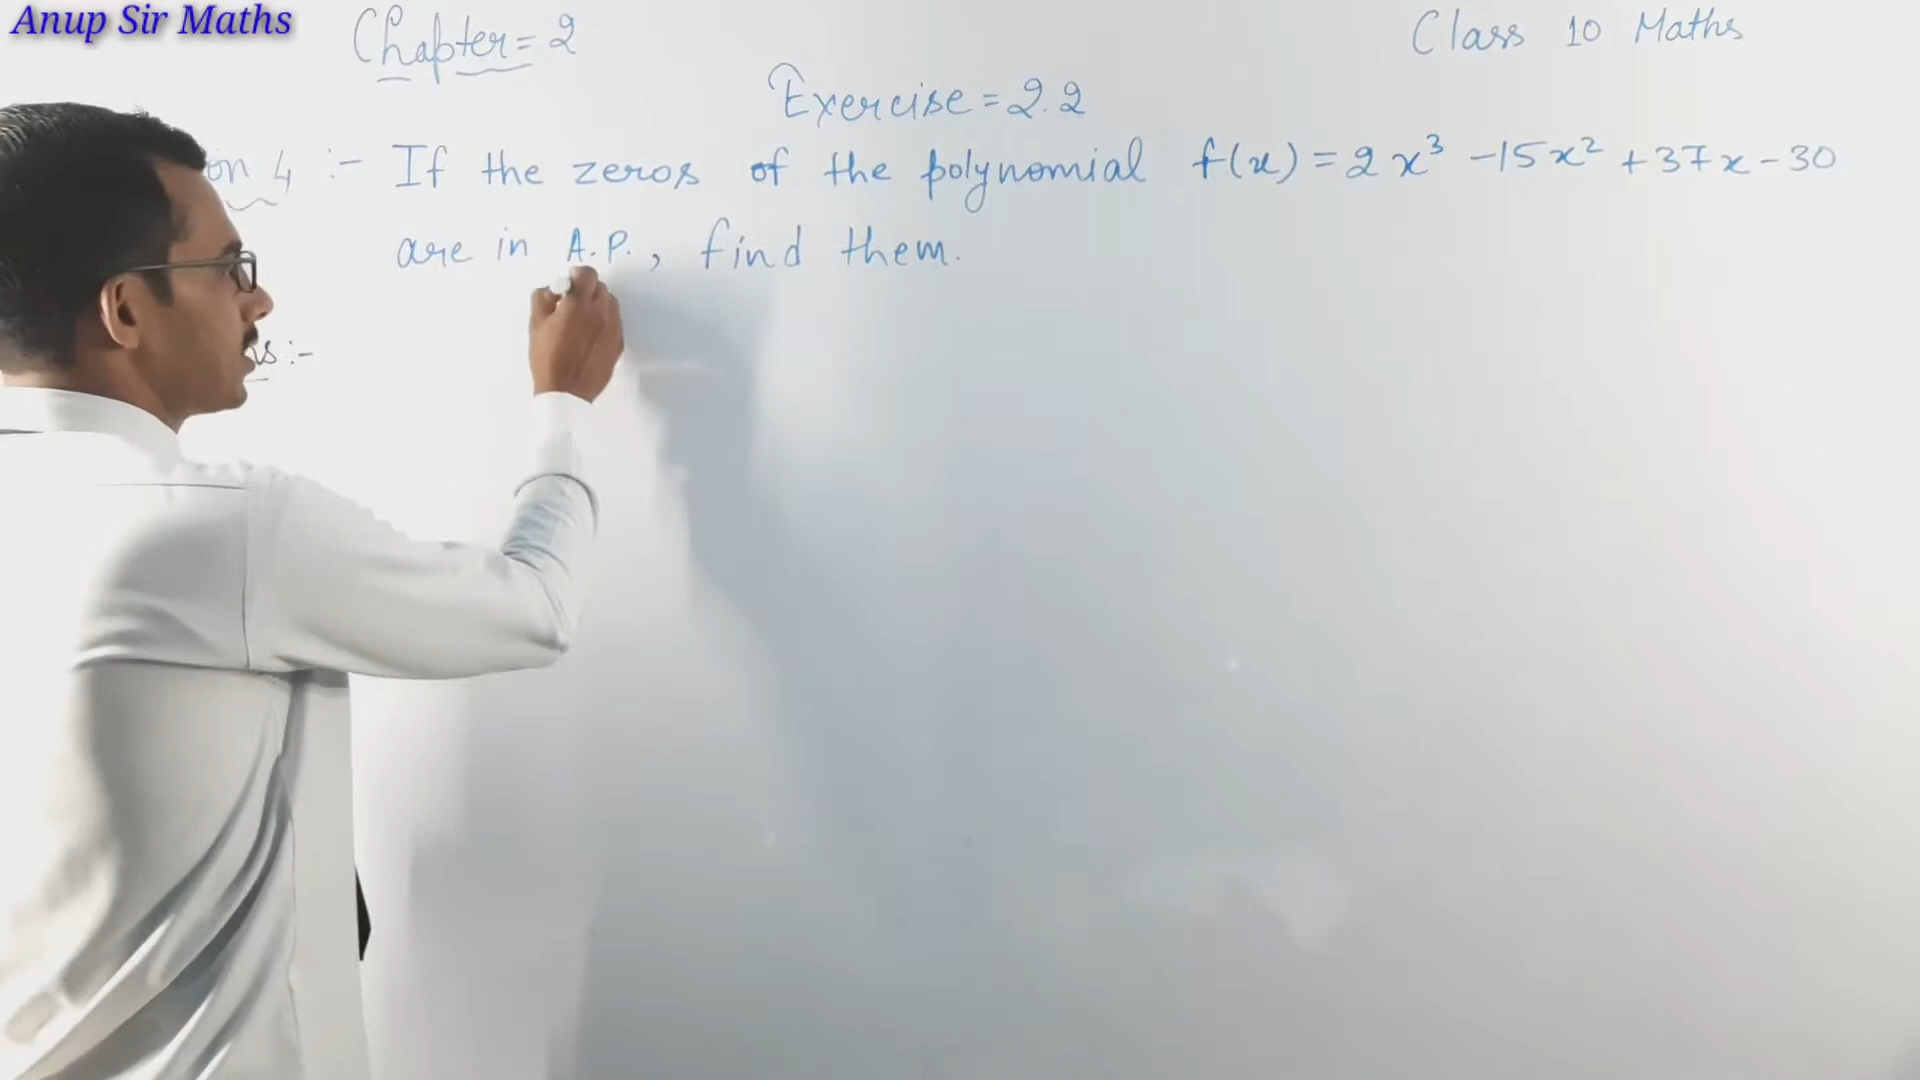 Anup Sir Maths
Chapter = 2
Class 10 Maths
Exercise = 2.2
4 :- If the zeros of the polynomial f(x) = 2x³ - 15x² + 37x - 30
are in A.P., find them.
:-